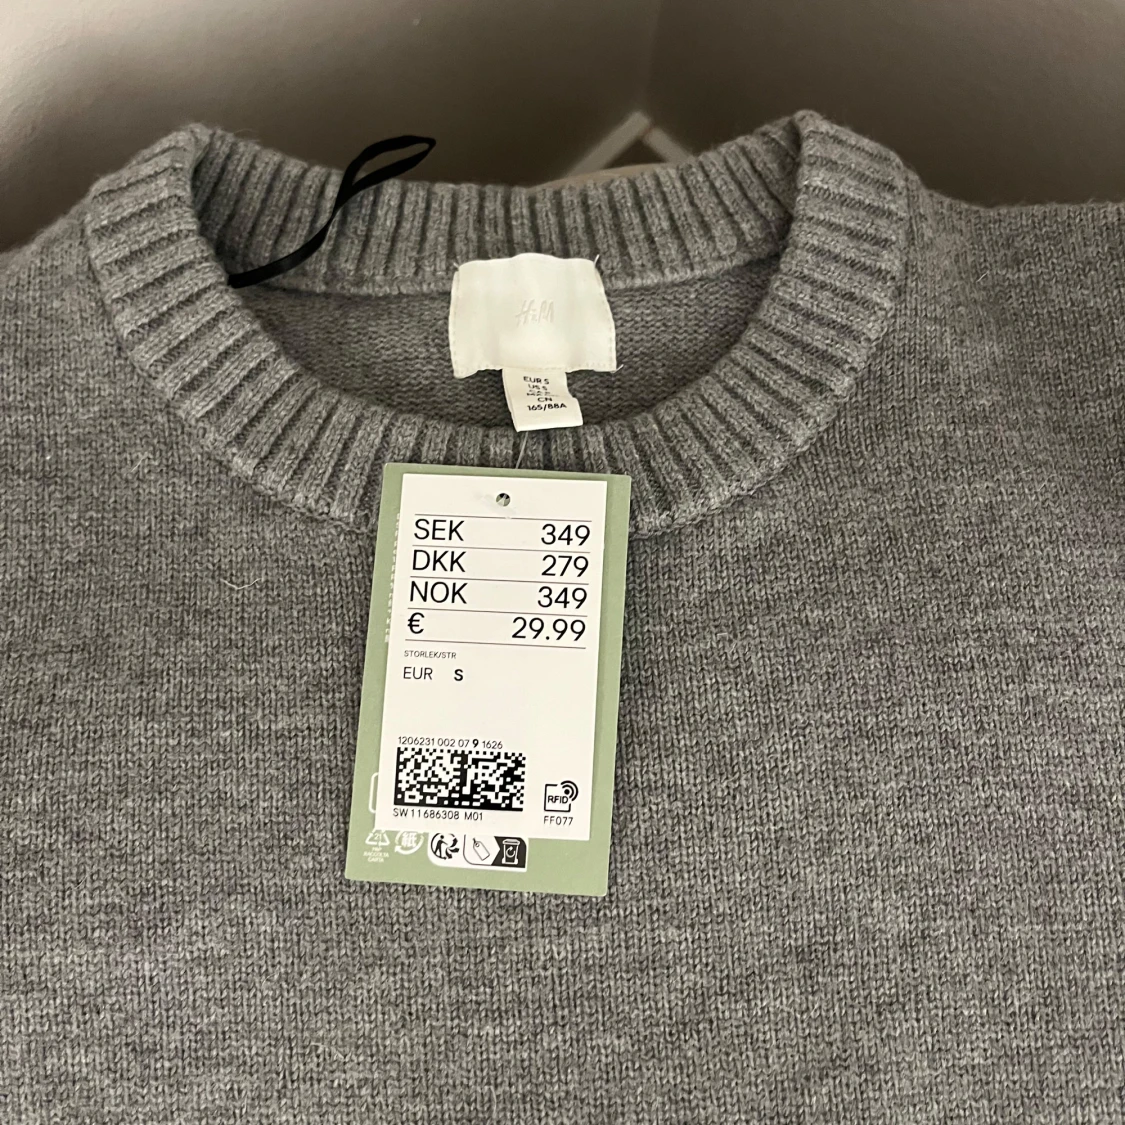 H&M
EUR S
US S
CN
165/88A
SEK 349
DKK 279
NOK 349
€ 29.99
STORLEK/STR
EUR S
1206231 002 07 9 1626
SW 11686308 M01
RFID
FF077